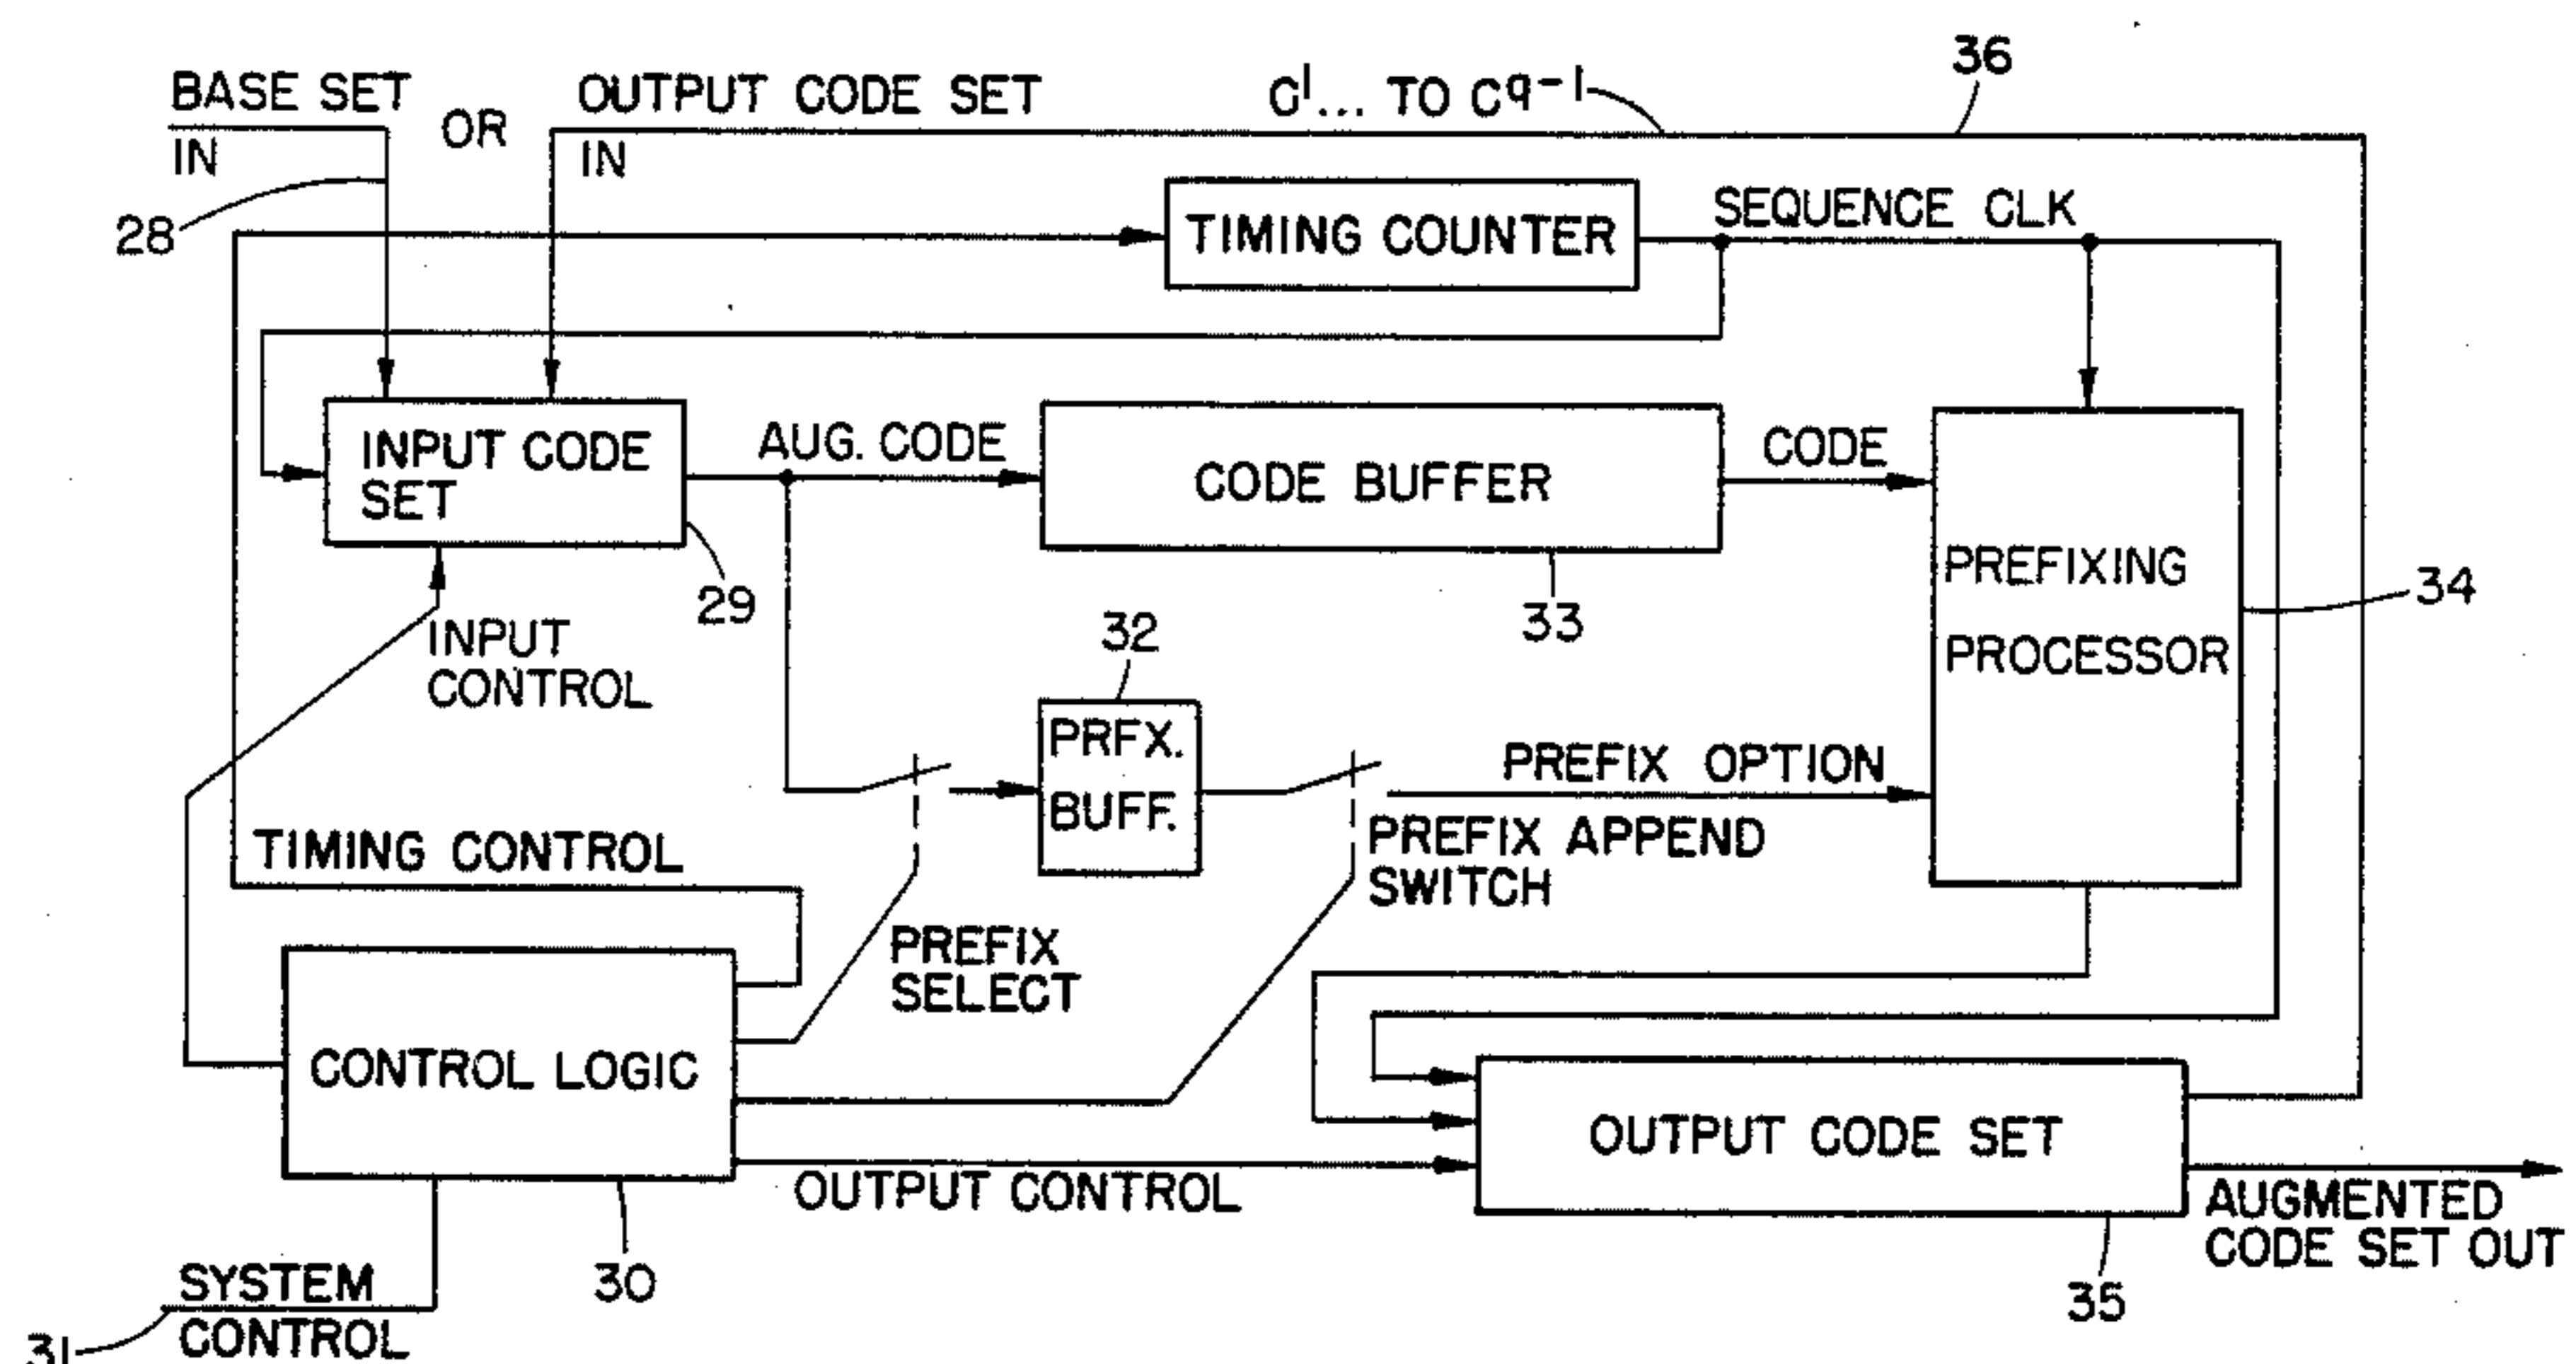 36
BASE SET
IN
OR
OUTPUT CODE SET
IN
C¹... TO C^q-1
28
TIMING COUNTER
SEQUENCE CLK
INPUT CODE
SET
29
AUG. CODE
CODE BUFFER
33
CODE
PREFIXING
PROCESSOR
34
INPUT
CONTROL
32
PRFX.
BUFF.
PREFIX OPTION
PREFIX APPEND
SWITCH
TIMING CONTROL
PREFIX
SELECT
CONTROL LOGIC
30
OUTPUT CONTROL
OUTPUT CODE SET
35
AUGMENTED
CODE SET OUT
SYSTEM
CONTROL
31